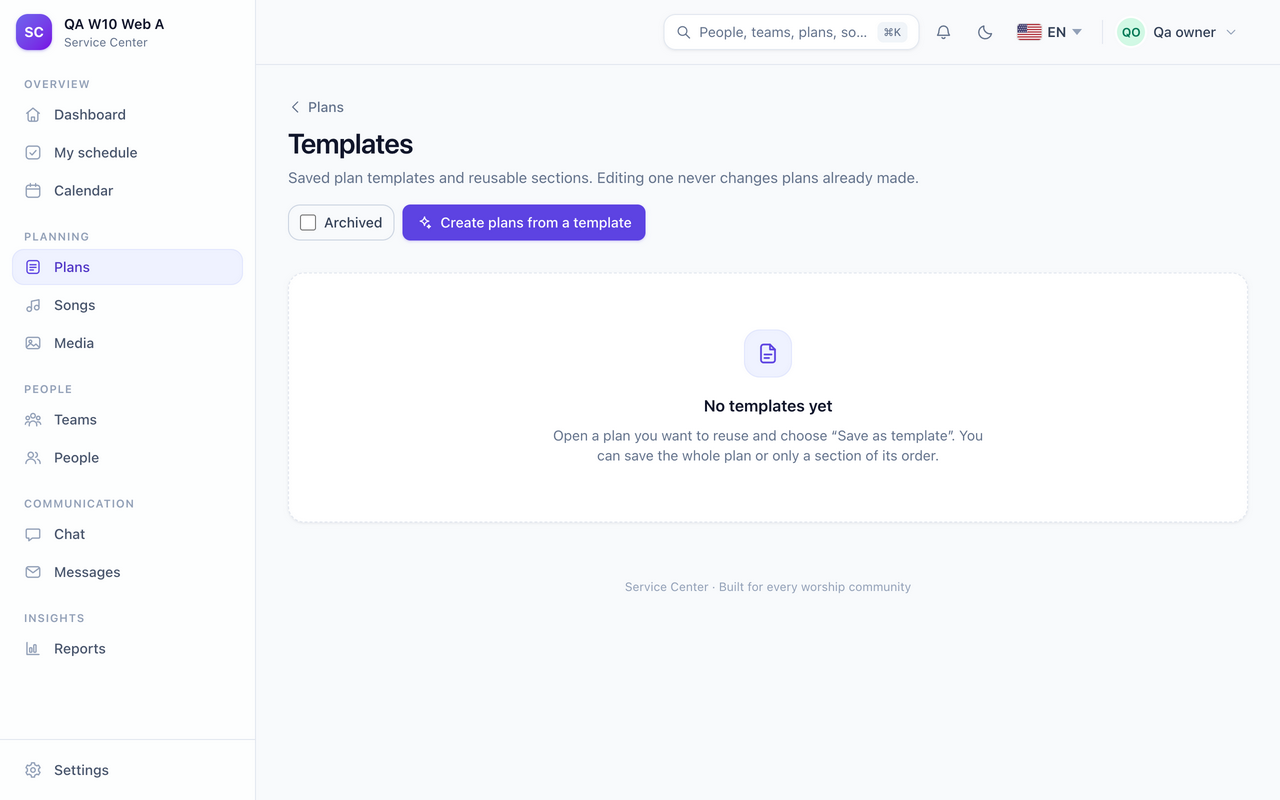 SC
QA W10 Web A
Service Center
OVERVIEW
Dashboard
My schedule
Calendar
PLANNING
Plans
Songs
Media
PEOPLE
Teams
People
COMMUNICATION
Chat
Messages
INSIGHTS
Reports
Settings
People, teams, plans, so... ⌘K
EN
QO
Qa owner
Plans
Templates
Saved plan templates and reusable sections. Editing one never changes plans already made.
Archived
Create plans from a template
No templates yet
Open a plan you want to reuse and choose “Save as template”. You
can save the whole plan or only a section of its order.
Service Center · Built for every worship community